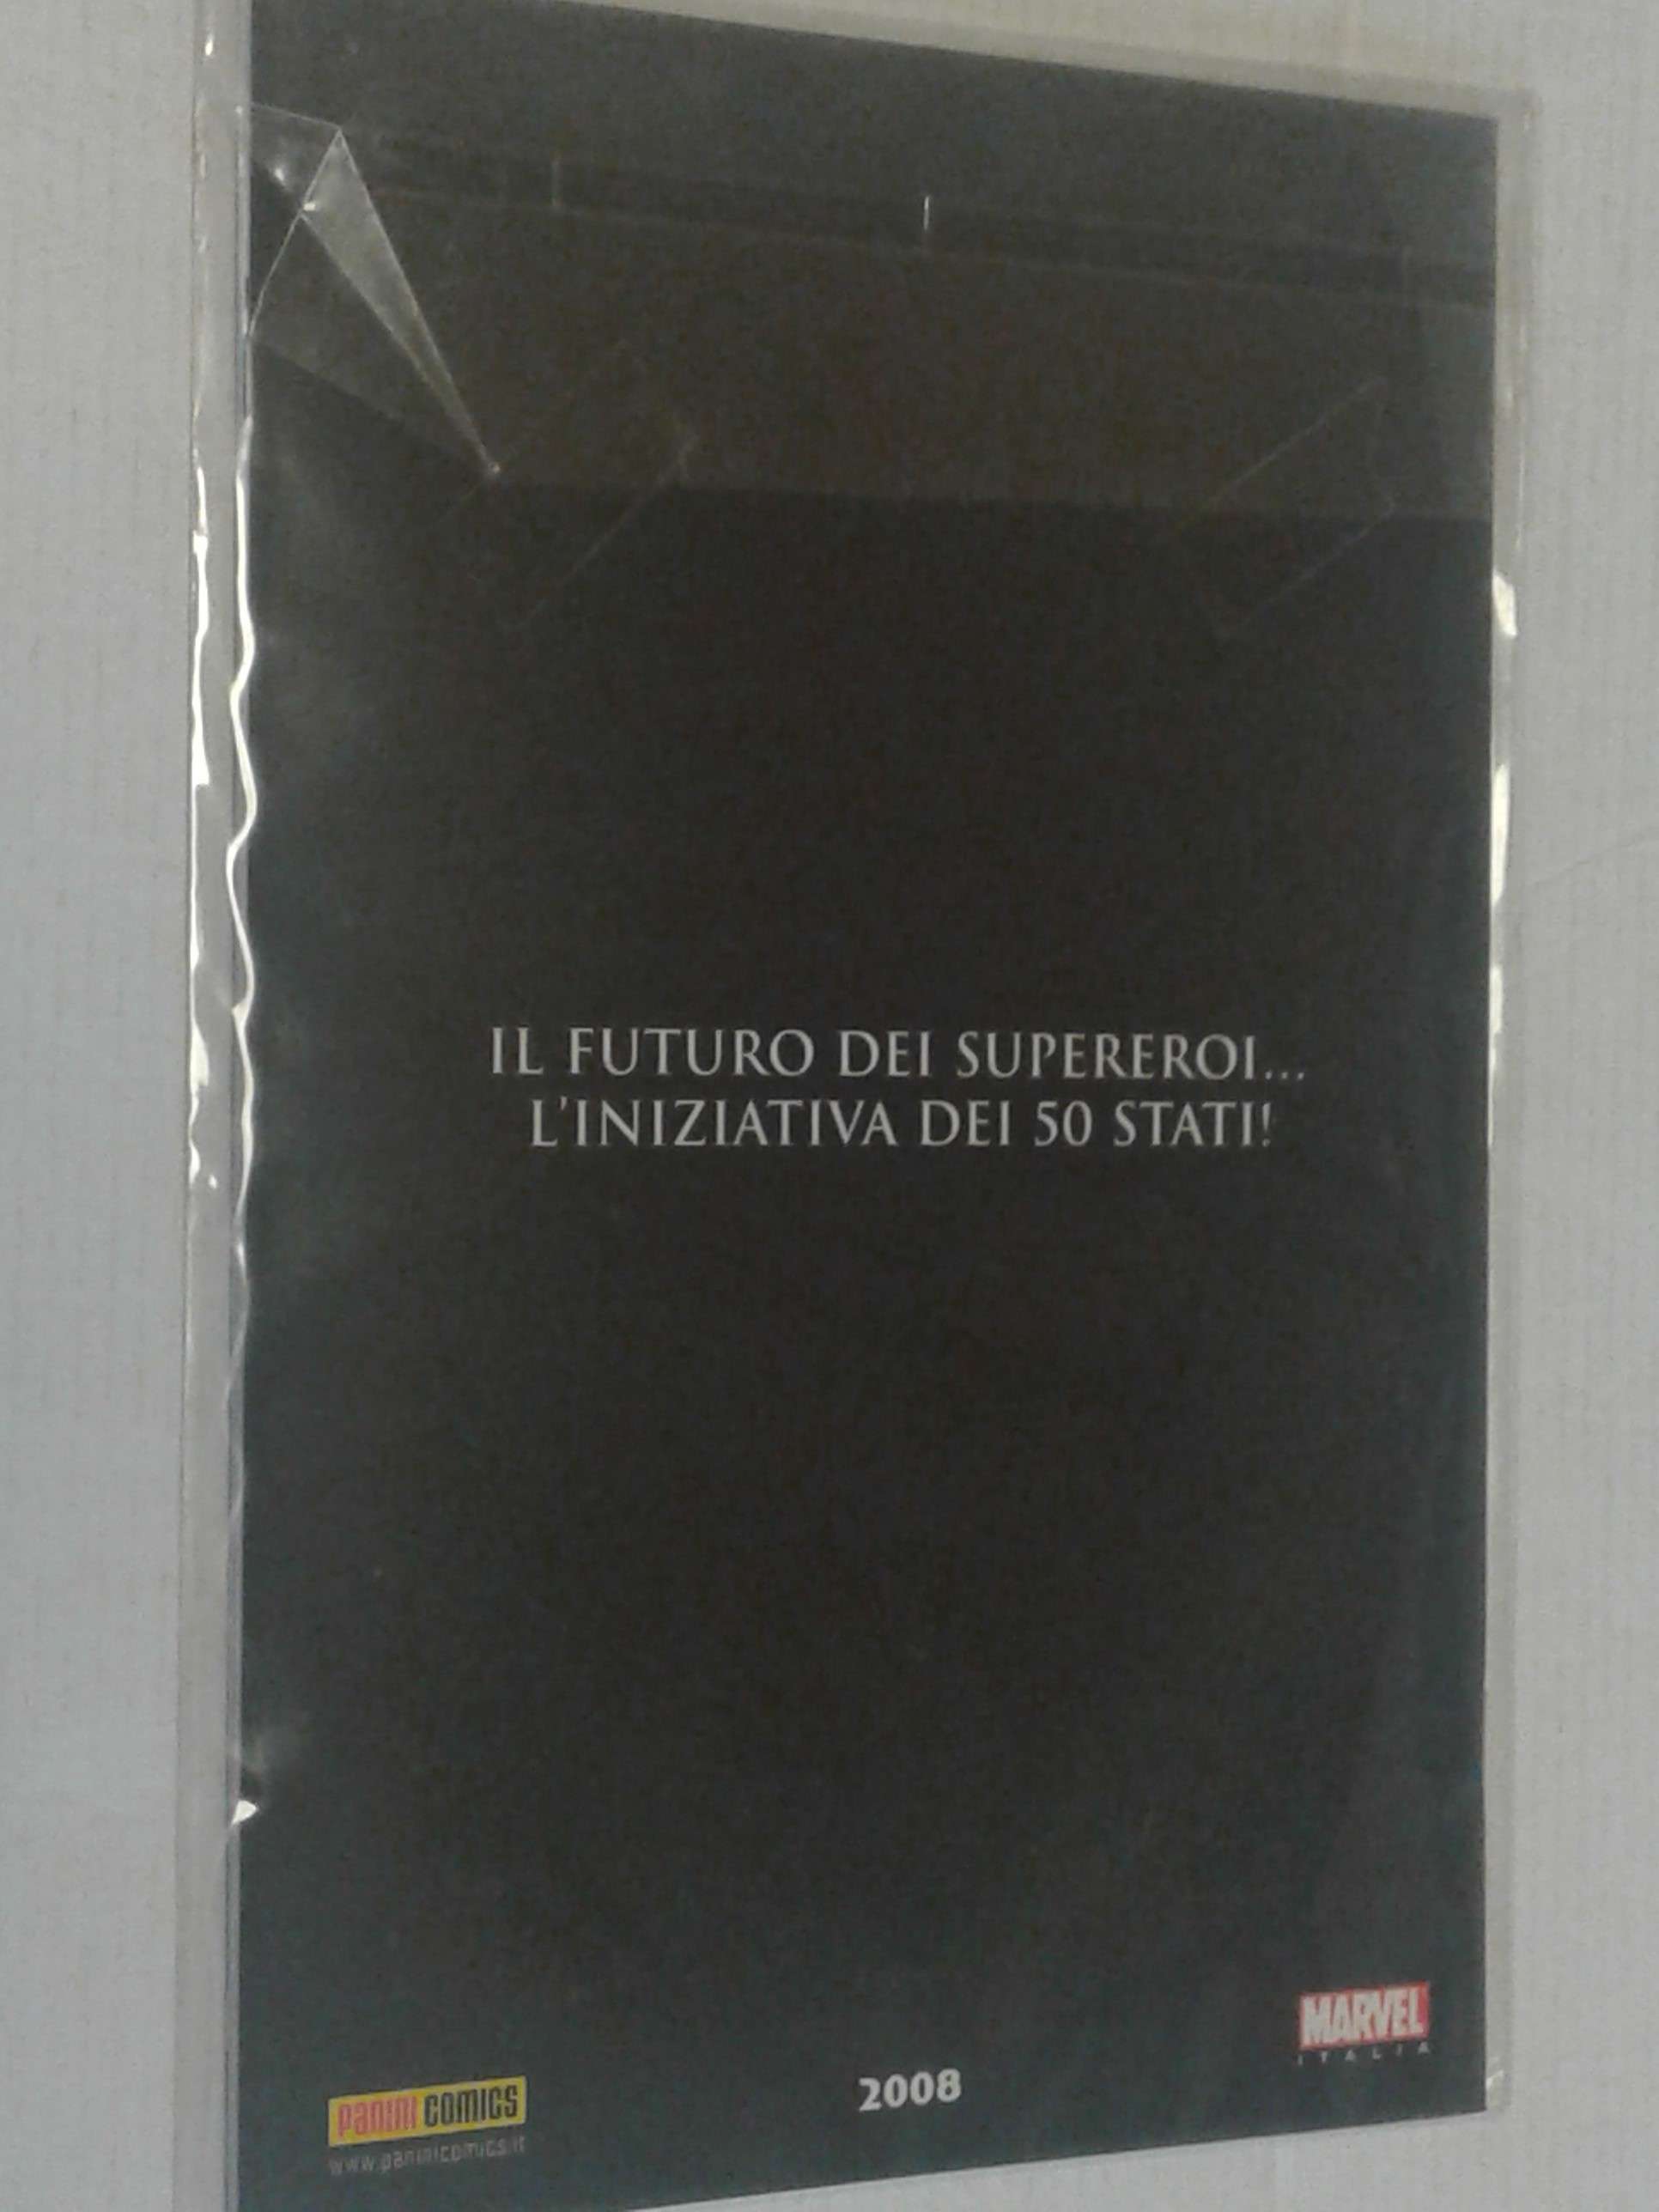 IL FUTURO DEI SUPEREROI...
L'INIZIATIVA DEI 50 STATI!
MARVEL
ITALIA
2008
PANINI COMICS
www.paninicomics.it